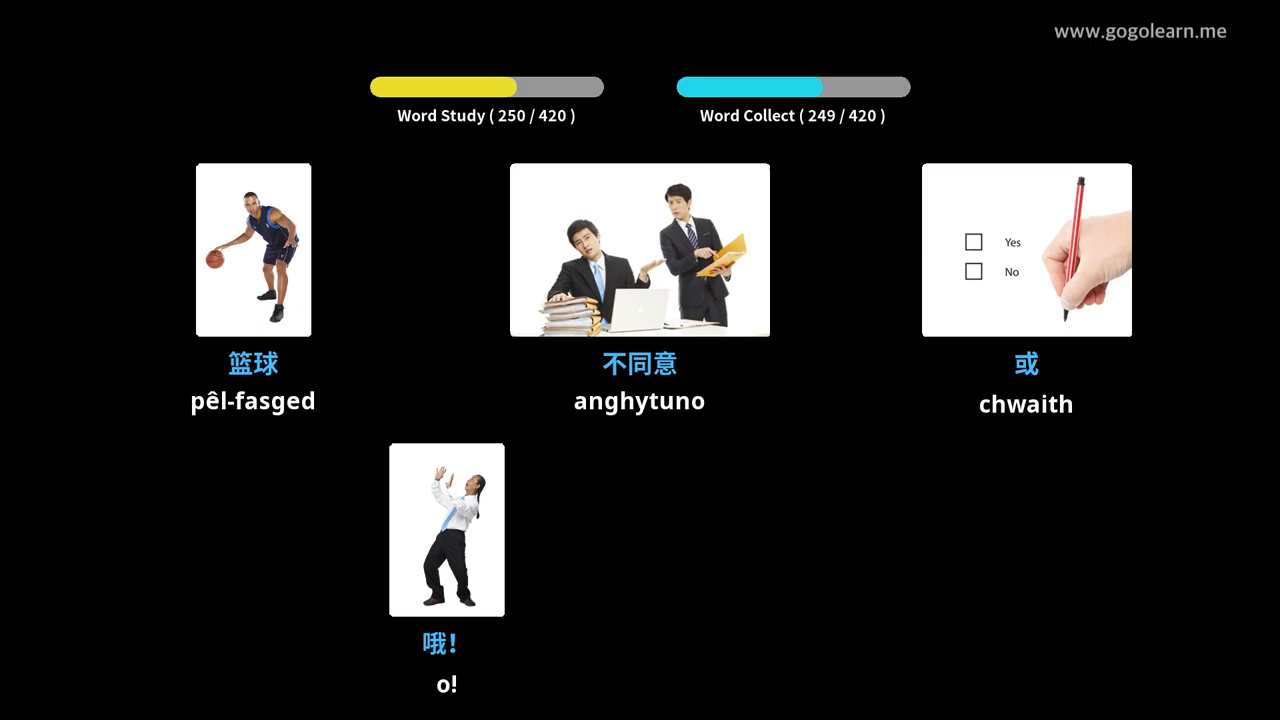 www.gogolearn.me
Word Study ( 250 / 420 )
Word Collect ( 249 / 420 )
Yes
No
篮球
pêl-fasged
不同意
anghytuno
或
chwaith
哦!
o!